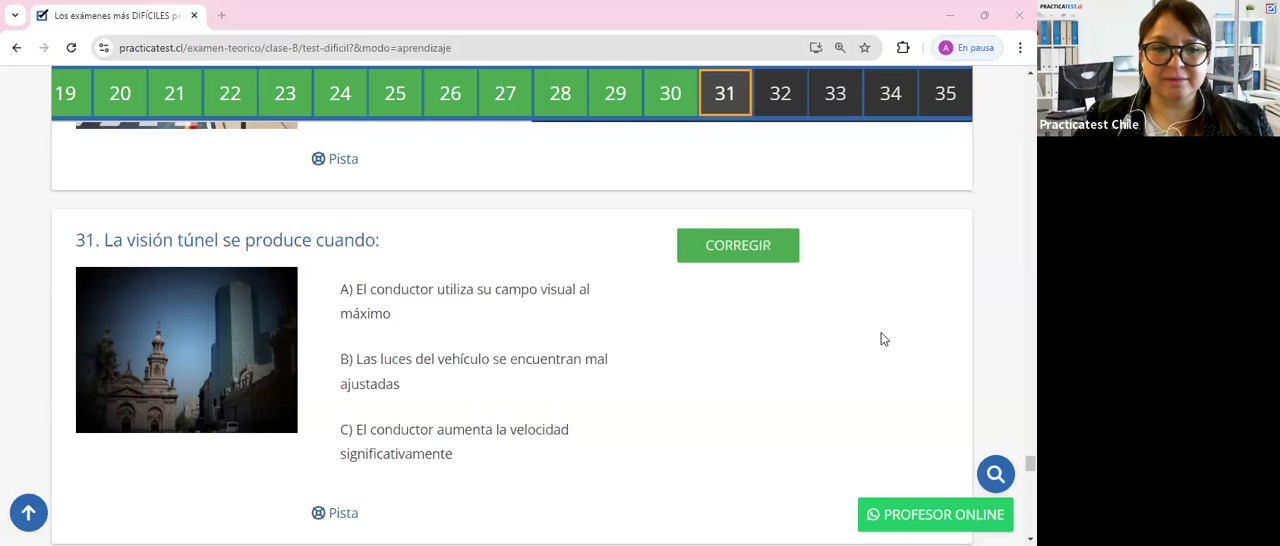 Los exámenes más DIFÍCILES pa
practicatest.cl/examen-teorico/clase-B/test-dificil?&modo=aprendizaje
A
En pausa
19 20 21 22 23 24 25 26 27 28 29 30 31 32 33 34 35
Pista
31. La visión túnel se produce cuando:
CORREGIR
A) El conductor utiliza su campo visual al
máximo
B) Las luces del vehículo se encuentran mal
ajustadas
C) El conductor aumenta la velocidad
significativamente
Pista
PROFESOR ONLINE
PRACTICATEST.cl
Practicatest Chile